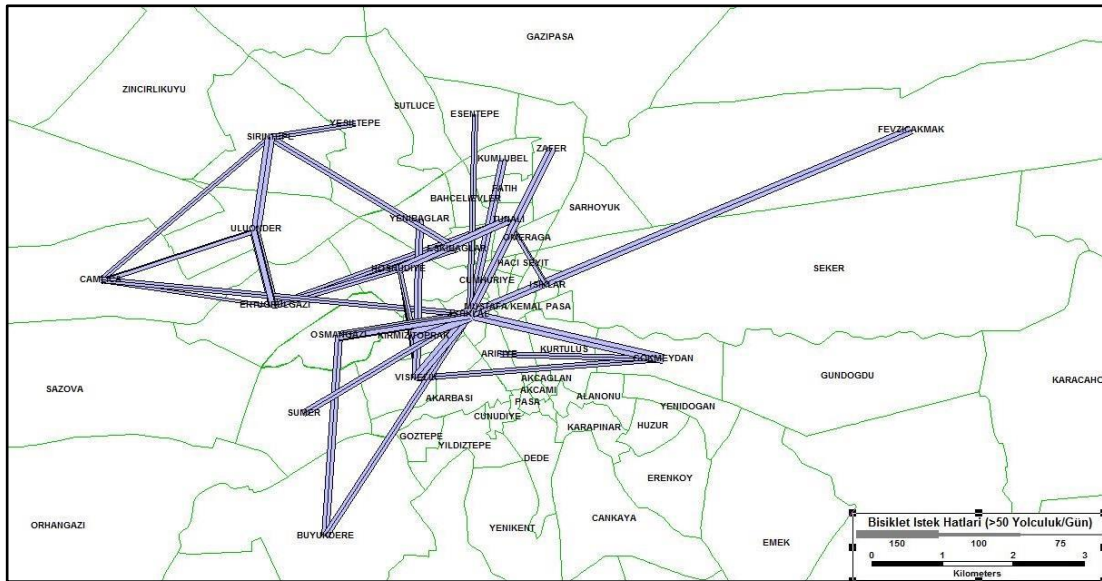 GAZIPASA
ZINCIRLIKUYU
SUTLUCE
ESENTEPE
YESILTEPE
FEVZICAKMAK
SIRINTEPE
ZAFER
KUMLUBEL
FATIH
BAHCELIEVLER
SARHOYUK
YENIBAGLAR
TUNALI
ULUONDER
OMERAGA
ESKIBAGLAR
HACI SEYIT
HOSNUDIYE
SEKER
CAMLICA
CUMHURIYE
ISIKLAR
ERTUGRULGAZI
MUSTAFA KEMAL PASA
ISTIKLAL
OSMANGAZI
KIRMIZITOPRAK
KURTULUS
ARIFIYE
GOKMEYDAN
GUNDOGDU
VISNELIK
AKCAGLAN
KARACAHO
SAZOVA
AKCAMI
AKARBASI
PASA
ALANONU
YENIDOGAN
SUMER
CUNUDIYE
KARAPINAR
HUZUR
GOZTEPE
YILDIZTEPE
DEDE
ERENKOY
CANKAYA
ORHANGAZI
YENIKENT
BUYUKDERE
EMEK
Bisiklet Istek Hatlari (>50 Yolculuk/Gün)
150 100 75
0 1 2 3
Kilometers